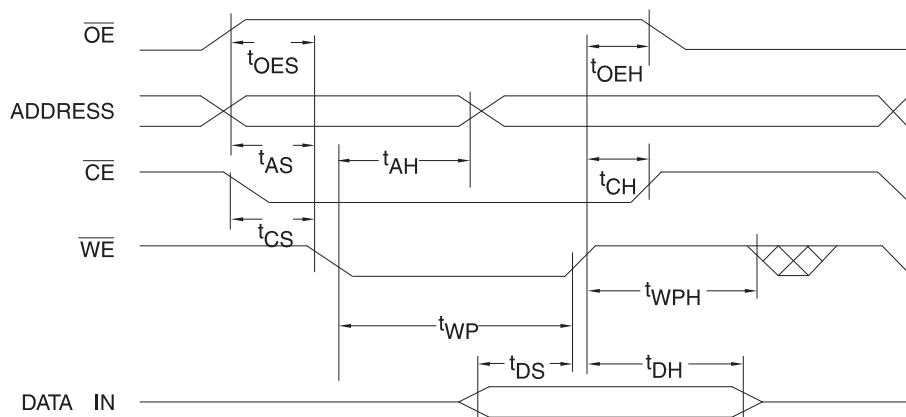 OE
tOES
tOEH
ADDRESS
tAS
tAH
CE
tCH
tCS
WE
tWPH
tWP
tDS
tDH
DATA IN